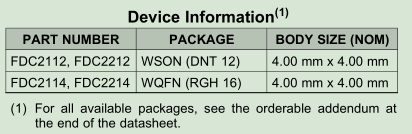 Device Information(1)
PART NUMBER PACKAGE BODY SIZE (NOM)
FDC2112, FDC2212 WSON (DNT 12) 4.00 mm x 4.00 mm
FDC2114, FDC2214 WQFN (RGH 16) 4.00 mm x 4.00 mm
(1) For all available packages, see the orderable addendum at
the end of the datasheet.